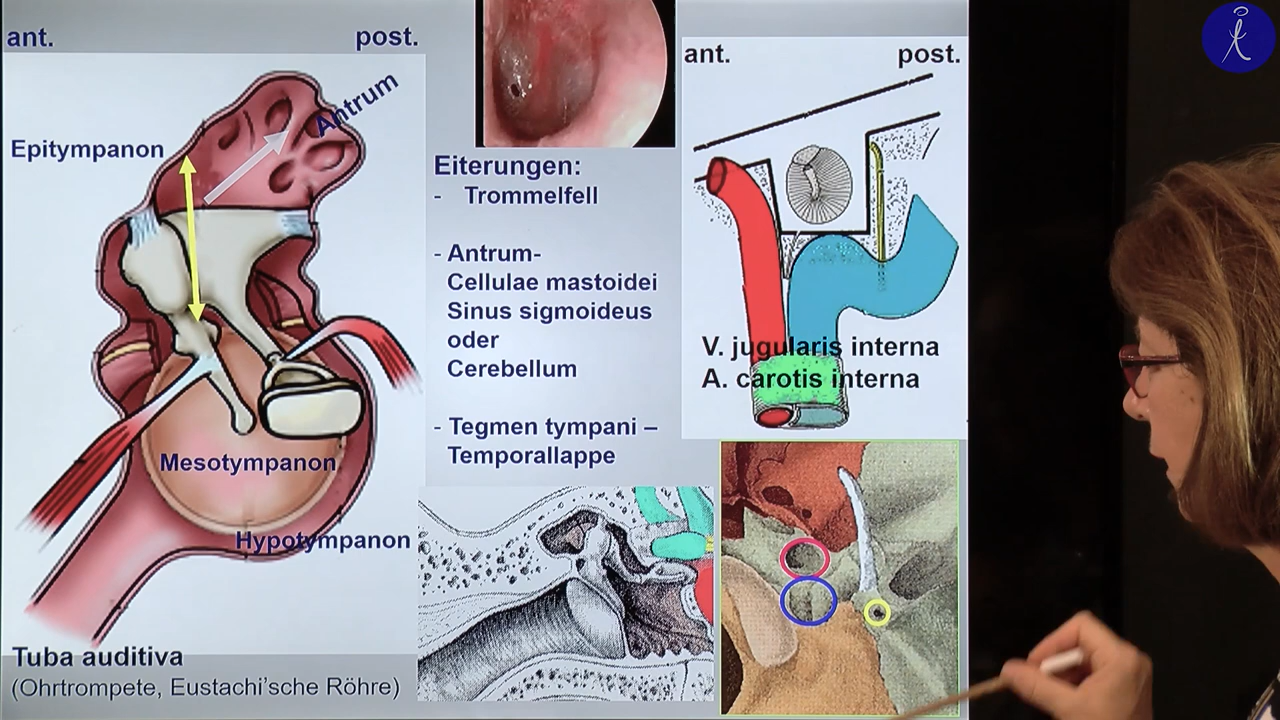 ant.
post.
Antrum
Epitympanon
Mesotympanon
Hypotympanon
Tuba auditiva
(Ohrtrompete, Eustachi'sche Röhre)
Eiterungen:
- Trommelfell
- Antrum-
Cellulae mastoidei
Sinus sigmoideus
oder
Cerebellum
- Tegmen tympani –
Temporallappe
ant.
post.
V. jugularis interna
A. carotis interna